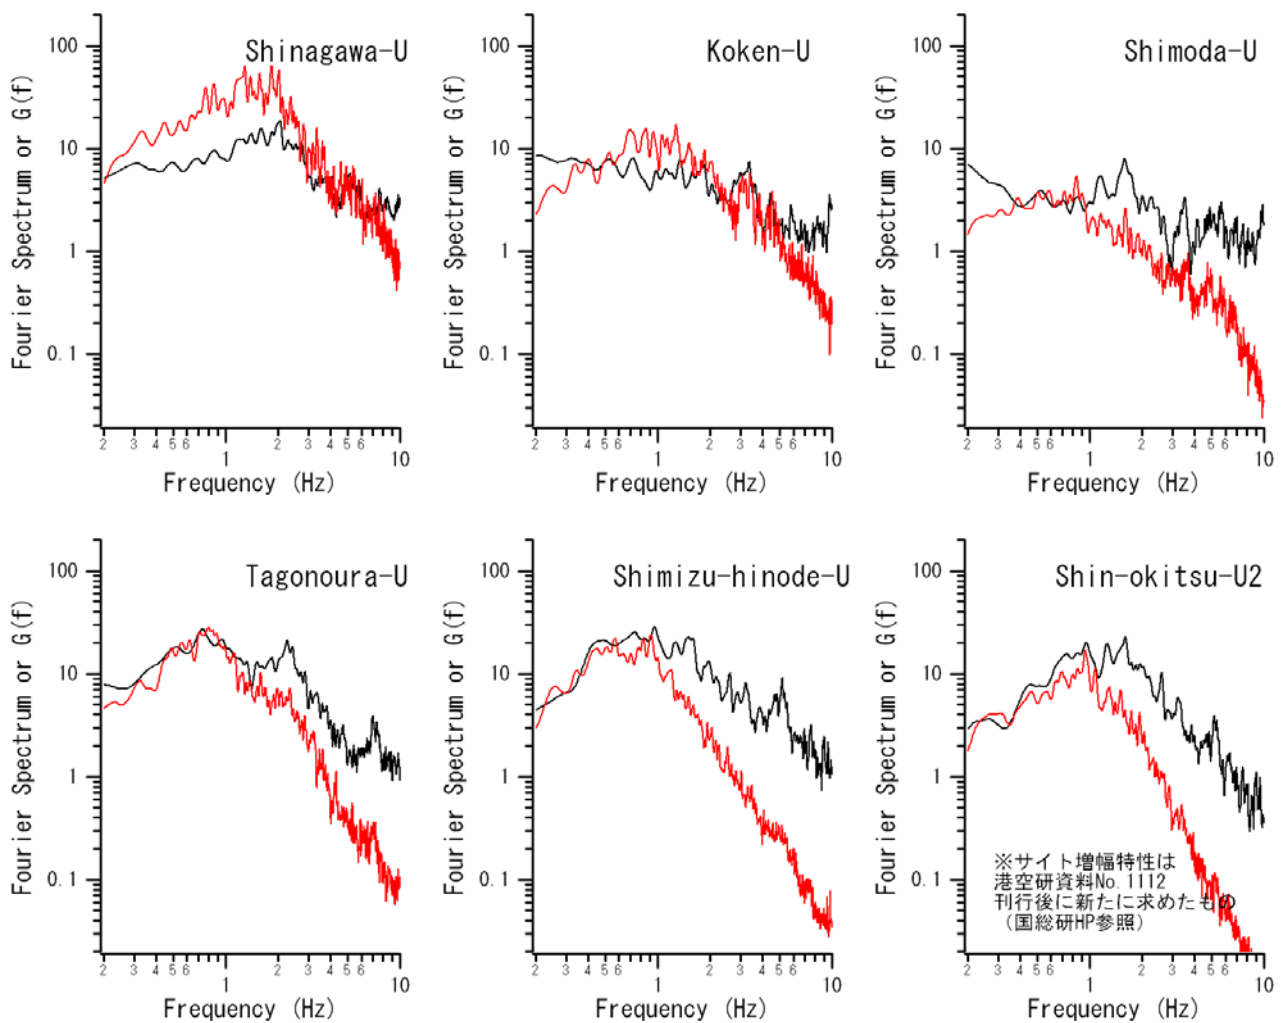 Shinagawa-U
Fourier Spectrum or G(f)
100
10
1
0.1
2 3 4 5 6 1 2 3 4 5 6 10
Frequency (Hz)
Koken-U
Fourier Spectrum or G(f)
100
10
1
0.1
2 3 4 5 6 1 2 3 4 5 6 10
Frequency (Hz)
Shimoda-U
Fourier Spectrum or G(f)
100
10
1
0.1
2 3 4 5 6 1 2 3 4 5 6 10
Frequency (Hz)
Tagonoura-U
Fourier Spectrum or G(f)
100
10
1
0.1
2 3 4 5 6 1 2 3 4 5 6 10
Frequency (Hz)
Shimizu-hinode-U
Fourier Spectrum or G(f)
100
10
1
0.1
2 3 4 5 6 1 2 3 4 5 6 10
Frequency (Hz)
Shin-okitsu-U2
Fourier Spectrum or G(f)
100
10
1
0.1
※サイト増幅特性は
港空研資料No.1112
刊行後に新たに求めたもの
（国総研HP参照）
2 3 4 5 6 1 2 3 4 5 6 10
Frequency (Hz)